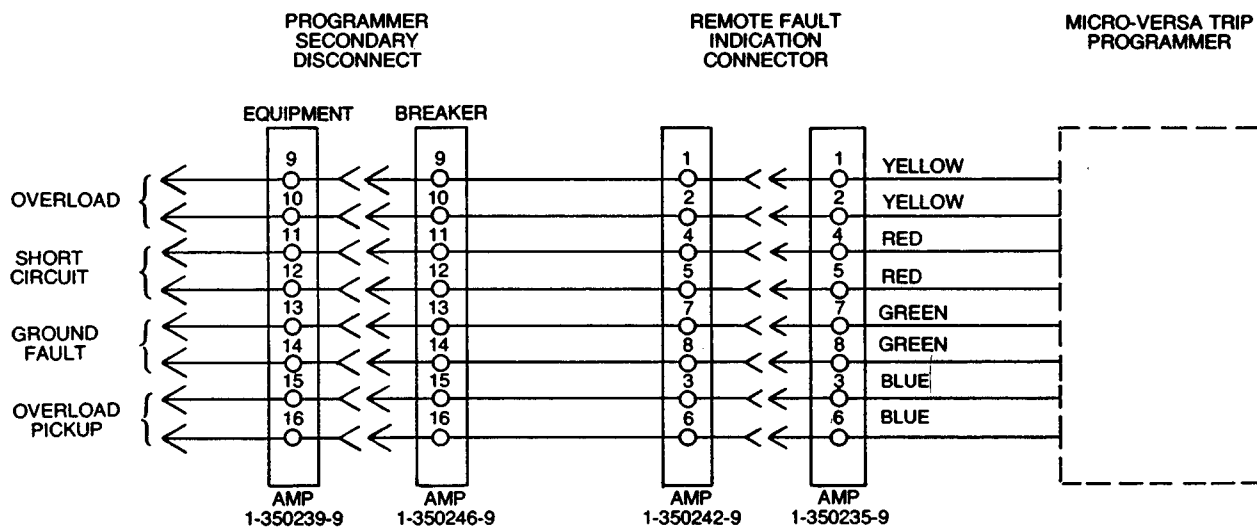 PROGRAMMER
SECONDARY
DISCONNECT
REMOTE FAULT
INDICATION
CONNECTOR
MICRO-VERSA TRIP
PROGRAMMER
EQUIPMENT BREAKER
9 9 1 1 YELLOW
10 10 2 2 YELLOW
OVERLOAD
11 11 4 4 RED
12 12 5 5 RED
SHORT
CIRCUIT
13 13 7 7 GREEN
14 14 8 8 GREEN
GROUND
FAULT
15 15 3 3 BLUE
16 16 6 6 BLUE
OVERLOAD
PICKUP
AMP
1-350239-9
AMP
1-350246-9
AMP
1-350242-9
AMP
1-350235-9